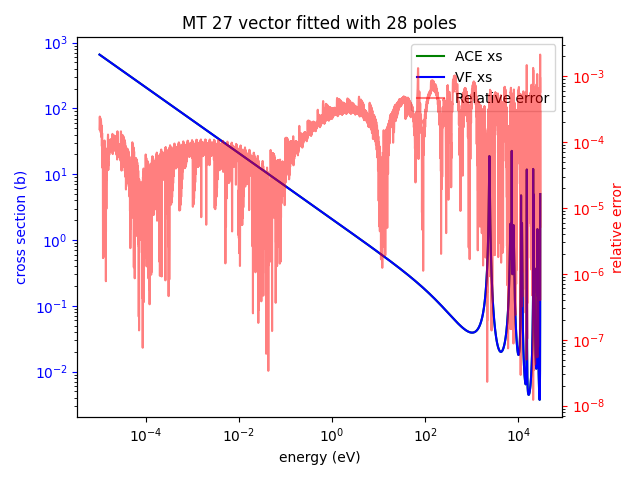 MT 27 vector fitted with 28 poles
ACE xs
VF xs
Relative error
cross section (b)
10^3
10^2
10^1
10^0
10^-1
10^-2
relative error
10^-3
10^-4
10^-5
10^-6
10^-7
10^-8
10^-4
10^-2
10^0
10^2
10^4
energy (eV)